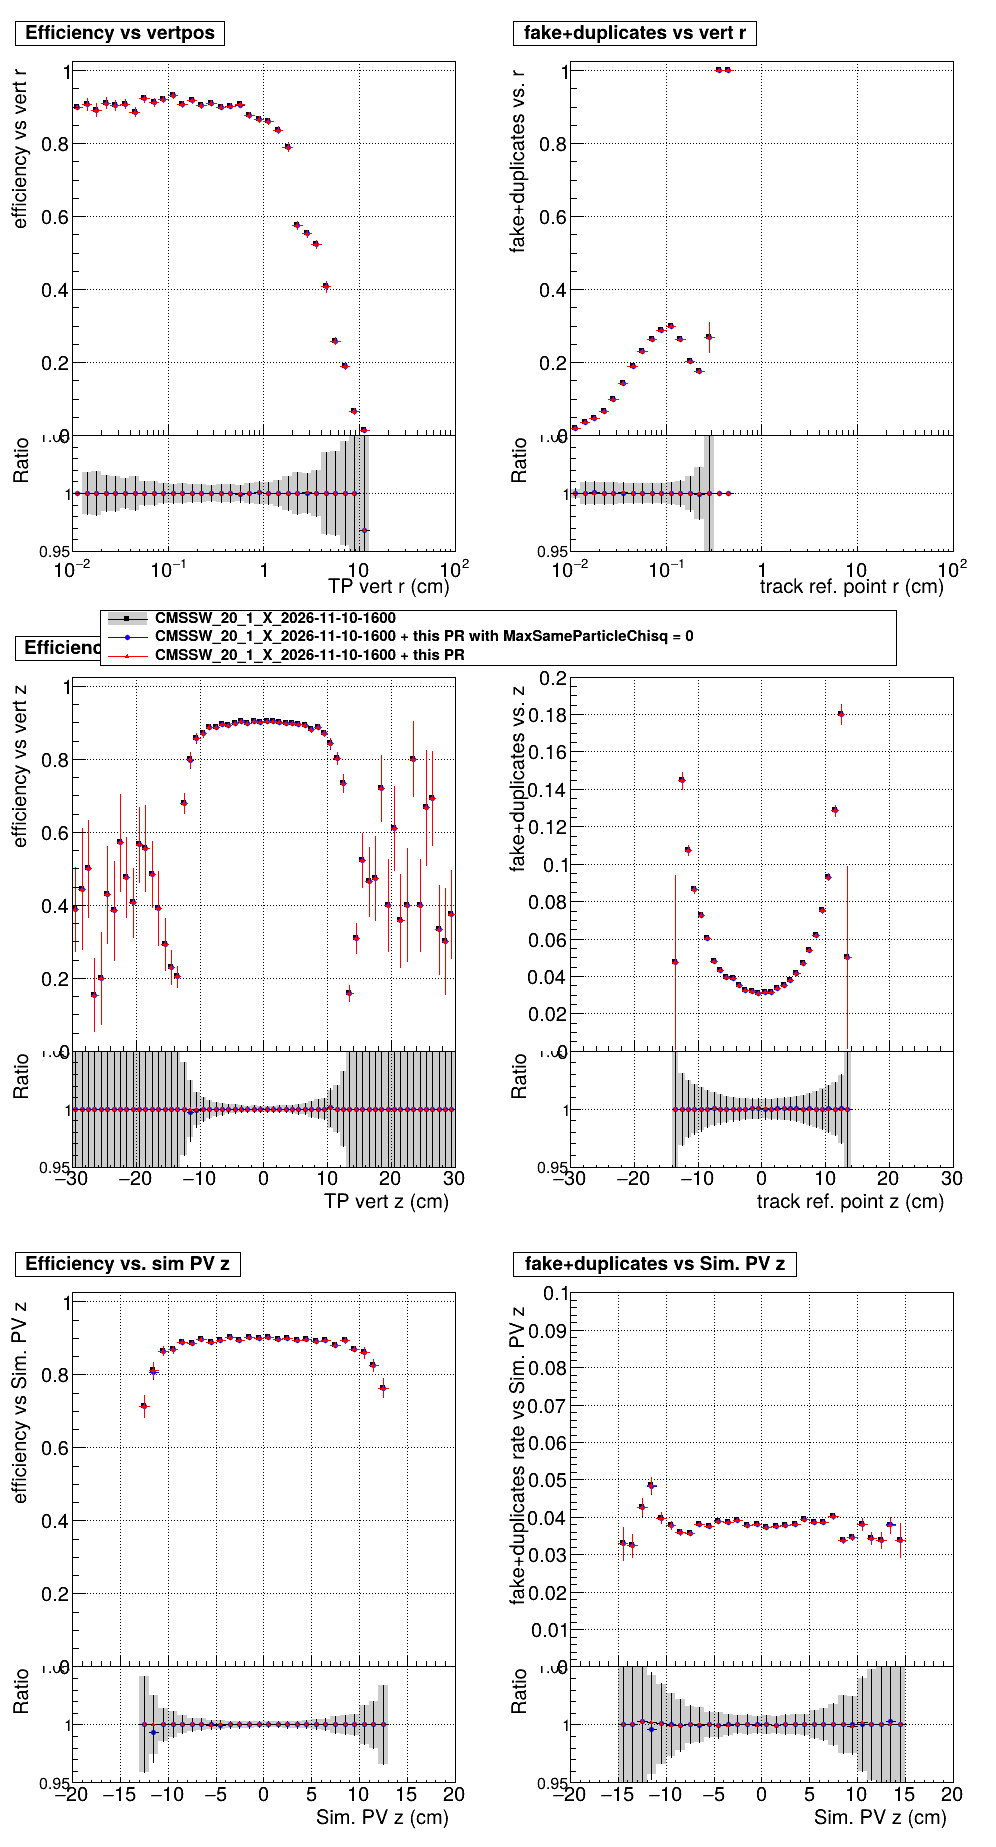 Efficiency vs vertpos
fake+duplicates vs vert r
efficiency vs vert r
1
0.8
0.6
0.4
0.2
0
fake+duplicates vs. r
1
0.8
0.6
0.4
0.2
0
Ratio
1
0.95
10⁻² 10⁻¹ 1 10 10²
TP vert r (cm)
Ratio
1
0.95
10⁻² 10⁻¹ 1 10 10²
track ref. point r (cm)
CMSSW_20_1_X_2026-11-10-1600
CMSSW_20_1_X_2026-11-10-1600 + this PR with MaxSameParticleChisq = 0
CMSSW_20_1_X_2026-11-10-1600 + this PR
Efficienc
efficiency vs vert z
1
0.8
0.6
0.4
0.2
0
fake+duplicates vs. z
0.2
0.18
0.16
0.14
0.12
0.1
0.08
0.06
0.04
0.02
0
Ratio
1
0.95
−30 −20 −10 0 10 20 30
TP vert z (cm)
Ratio
1
0.95
−30 −20 −10 0 10 20 30
track ref. point z (cm)
Efficiency vs. sim PV z
fake+duplicates vs Sim. PV z
efficiency vs Sim. PV z
1
0.8
0.6
0.4
0.2
0
fake+duplicates rate vs Sim. PV z
0.1
0.09
0.08
0.07
0.06
0.05
0.04
0.03
0.02
0.01
0
Ratio
1
0.95
−20 −15 −10 −5 0 5 10 15 20
Sim. PV z (cm)
Ratio
1
0.95
−20 −15 −10 −5 0 5 10 15 20
Sim. PV z (cm)